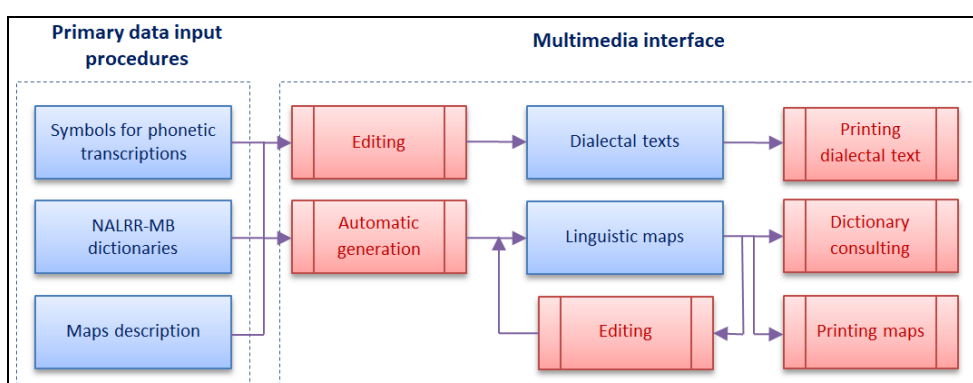 Primary data input
procedures
Multimedia interface
Symbols for phonetic
transcriptions
Editing
Dialectal texts
Printing
dialectal text
NALRR-MB
dictionaries
Automatic
generation
Linguistic maps
Dictionary
consulting
Maps description
Editing
Printing maps